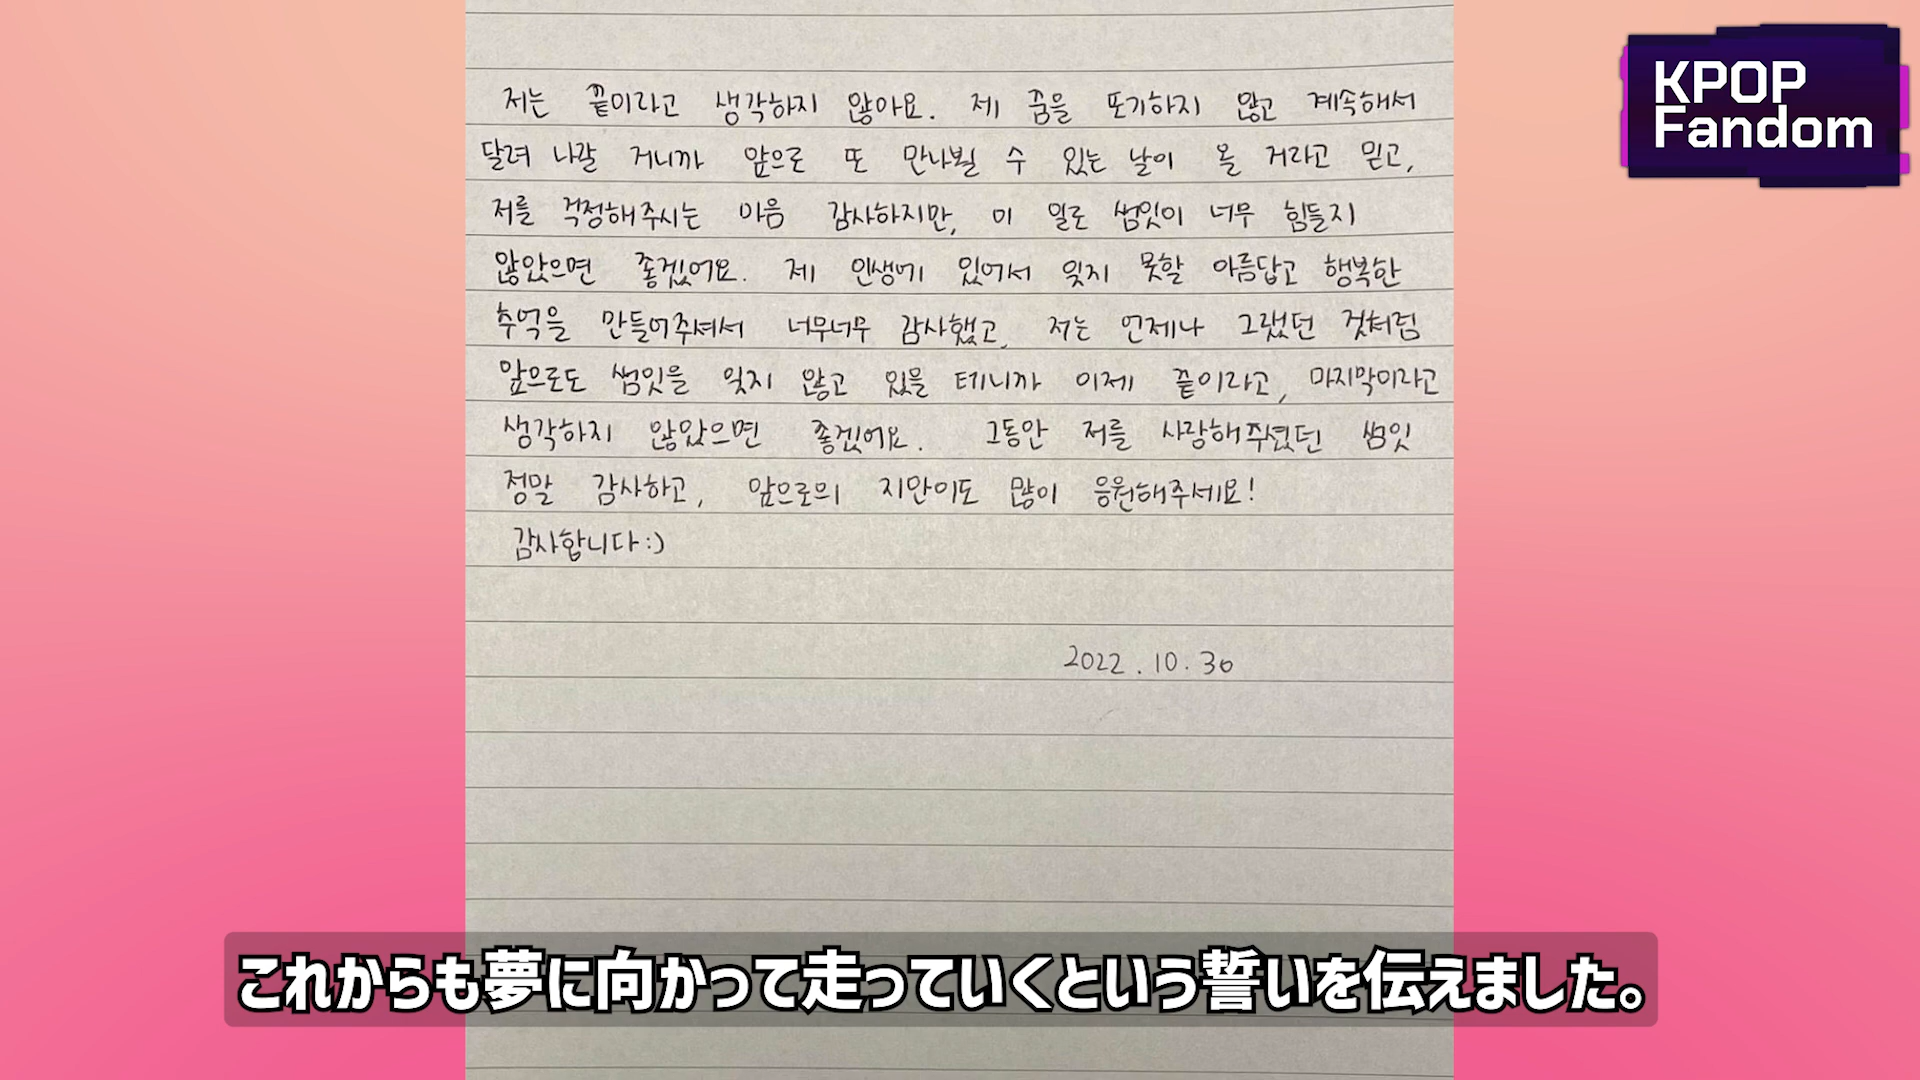 저는 끝이라고 생각하지 않아요. 제 꿈을 포기하지 않고 계속해서
달려 나갈 거니까 앞으로 또 만나뵐 수 있는 날이 올 거라고 믿고,
저를 걱정해주시는 마음 감사하지만, 이 일로 썸잇이 너무 힘들지
않았으면 좋겠어요. 제 인생에 있어서 잊지 못할 아름답고 행복한
추억을 만들어주셔서 너무너무 감사했고, 저는 언제나 그랬던 것처럼
앞으로도 썸잇을 잊지 않고 있을 테니까 이제 끝이라고, 마지막이라고
생각하지 않았으면 좋겠어요. 그동안 저를 사랑해주셨던 썸잇
정말 감사하고, 앞으로의 지안이도 많이 응원해주세요!
감사합니다:)
2022.10.30
KPOP
Fandom
これからも夢に向かって走っていくという誓いを伝えました。